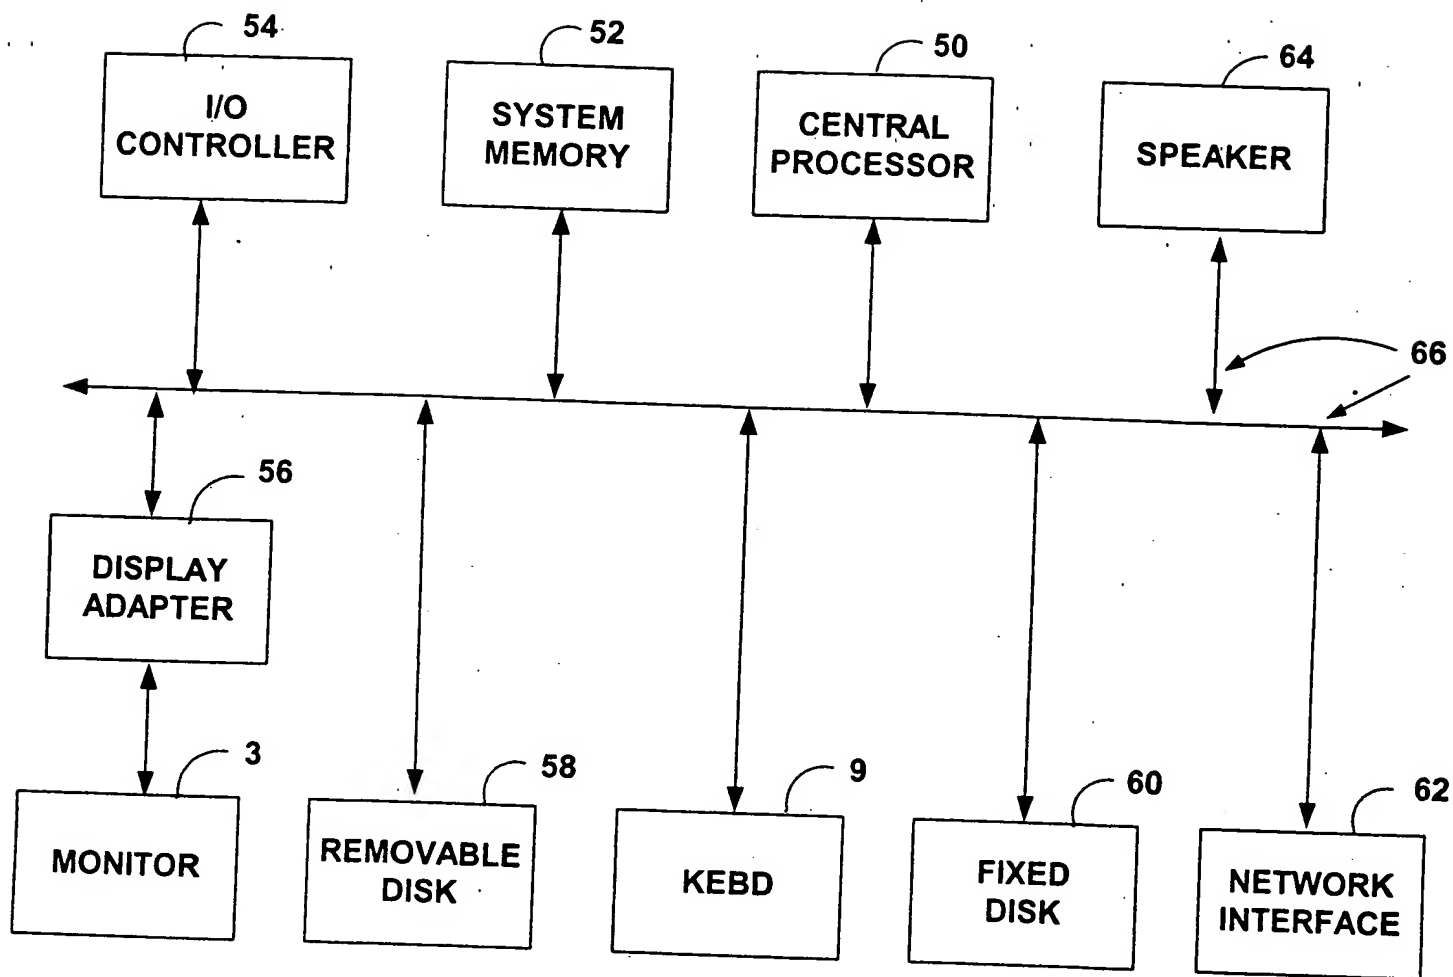 54
52
50
64
I/O
CONTROLLER
SYSTEM
MEMORY
CENTRAL
PROCESSOR
SPEAKER
66
56
DISPLAY
ADAPTER
3
58
9
60
62
MONITOR
REMOVABLE
DISK
KEBD
FIXED
DISK
NETWORK
INTERFACE